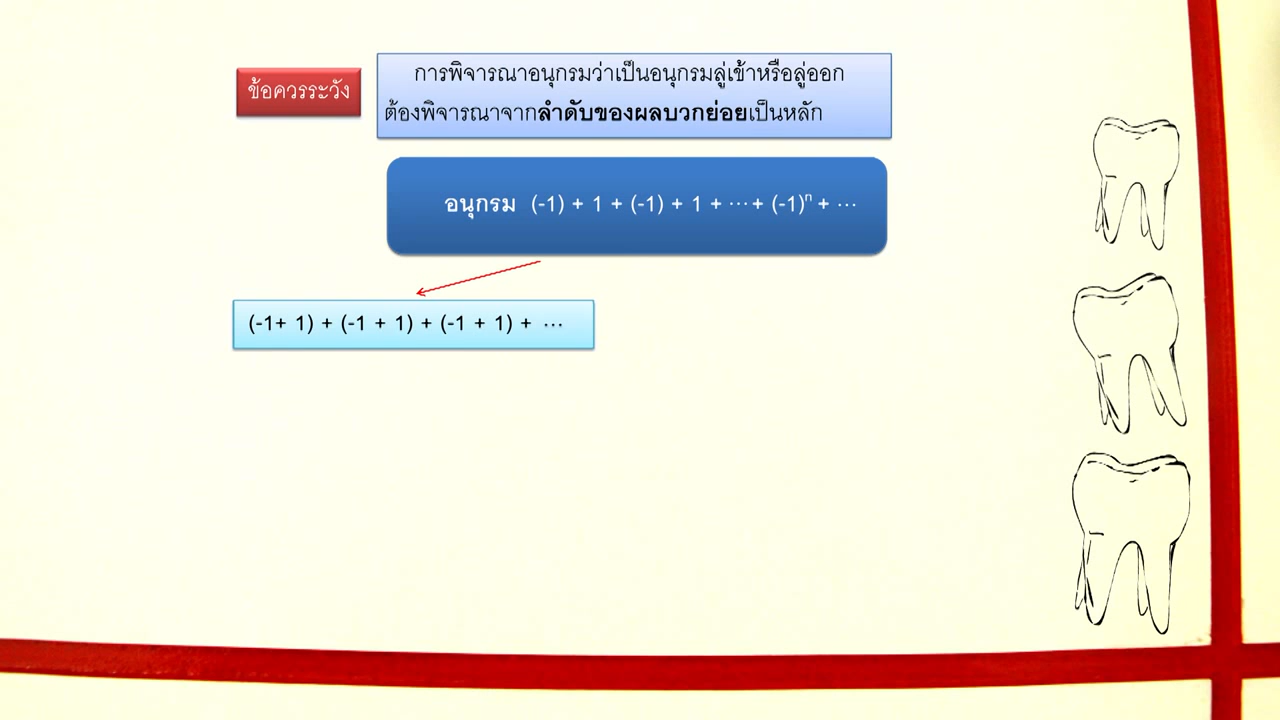 ข้อควรระวัง
การพิจารณาอนุกรมว่าเป็นอนุกรมลู่เข้าหรือลู่ออก
ต้องพิจารณาจากลำดับของผลบวกย่อยเป็นหลัก
อนุกรม (-1) + 1 + (-1) + 1 + ⋯ + (-1)ⁿ + ⋯
(-1+ 1) + (-1 + 1) + (-1 + 1) + ⋯